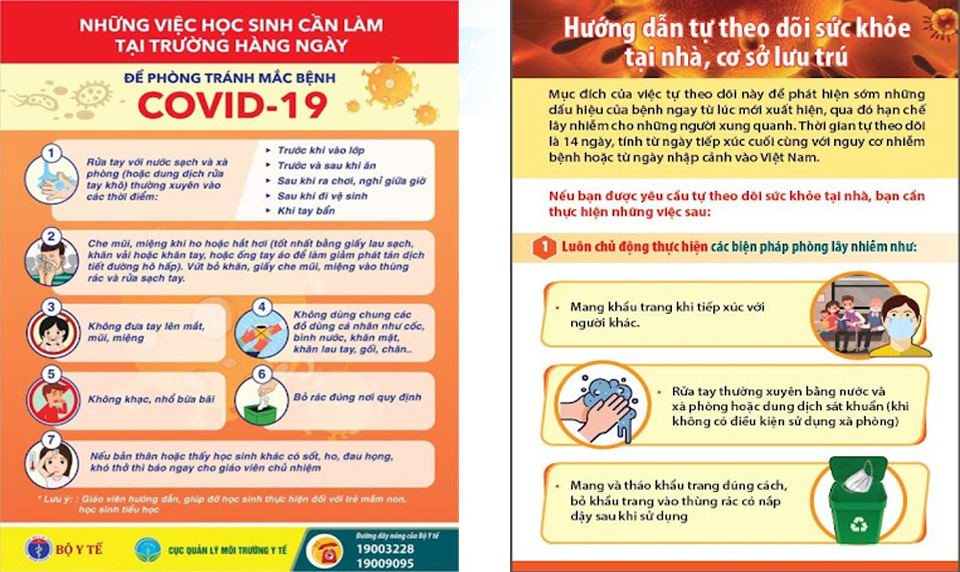 NHỮNG VIỆC HỌC SINH CẦN LÀM
TẠI TRƯỜNG HÀNG NGÀY
ĐỂ PHÒNG TRÁNH MẮC BỆNH
COVID-19
1
Rửa tay với nước sạch và xà
phòng (hoặc dung dịch rửa
tay khô) thường xuyên vào
các thời điểm:
▸ Trước khi vào lớp
▸ Trước và sau khi ăn
▸ Sau khi ra chơi, nghỉ giữa giờ
▸ Sau khi đi vệ sinh
▸ Khi tay bẩn
2
Che mũi, miệng khi ho hoặc hắt hơi (tốt nhất bằng giấy lau sạch,
khăn vải hoặc khăn tay, hoặc ống tay áo để làm giảm phát tán dịch
tiết đường hô hấp). Vứt bỏ khăn, giấy che mũi, miệng vào thùng
rác và rửa sạch tay.
3
Không đưa tay lên mắt,
mũi, miệng
4
Không dùng chung các
đồ dùng cá nhân như cốc,
bình nước, khăn mặt,
khăn lau tay, gối, chăn...
5
Không khạc, nhổ bừa bãi
6
Bỏ rác đúng nơi quy định
7
Nếu bản thân hoặc thấy học sinh khác có sốt, ho, đau họng,
khó thở thì báo ngay cho giáo viên chủ nhiệm
* Lưu ý: : Giáo viên hướng dẫn, giúp đỡ học sinh thực hiện đối với trẻ mầm non,
học sinh tiểu học
BỘ Y TẾ
CỤC QUẢN LÝ MÔI TRƯỜNG Y TẾ
Đường dây nóng của Bộ Y tế
19003228
19009095
Hướng dẫn tự theo dõi sức khỏe
tại nhà, cơ sở lưu trú
Mục đích của việc tự theo dõi này để phát hiện sớm những
dấu hiệu của bệnh ngay từ lúc mới xuất hiện, qua đó hạn chế
lây nhiễm cho những người xung quanh. Thời gian tự theo dõi
là 14 ngày, tính từ ngày tiếp xúc cuối cùng với nguy cơ nhiễm
bệnh hoặc từ ngày nhập cảnh vào Việt Nam.
Nếu bạn được yêu cầu tự theo dõi sức khỏe tại nhà, bạn cần
thực hiện những việc sau:
1 Luôn chủ động thực hiện các biện pháp phòng lây nhiễm như:
• Mang khẩu trang khi tiếp xúc với
người khác.
• Rửa tay thường xuyên bằng nước và
xà phòng hoặc dung dịch sát khuẩn (khi
không có điều kiện sử dụng xà phòng)
• Mang và tháo khẩu trang đúng cách,
bỏ khẩu trang vào thùng rác có nắp
đậy sau khi sử dụng